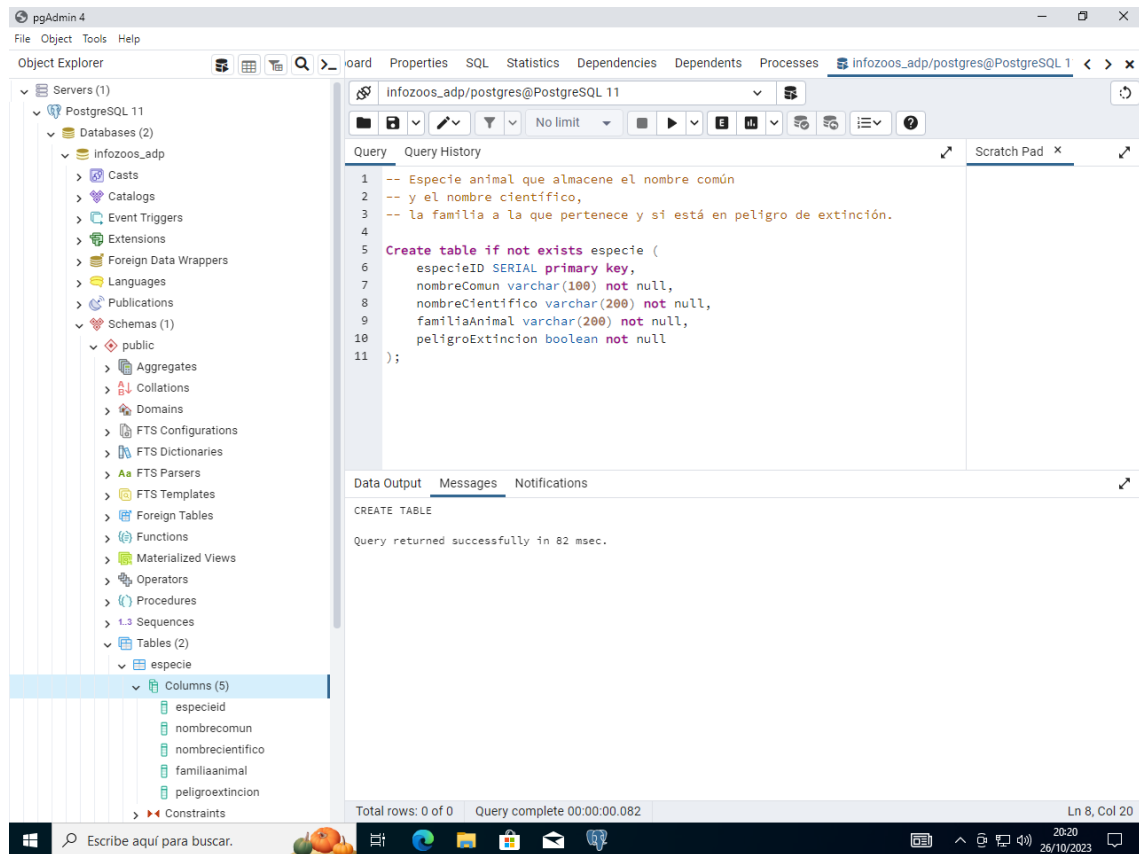 pgAdmin 4
File Object Tools Help
Object Explorer
oard Properties SQL Statistics Dependencies Dependents Processes infozoos_adp/postgres@PostgreSQL 1
Servers (1)
PostgreSQL 11
Databases (2)
infozoos_adp
Casts
Catalogs
Event Triggers
Extensions
Foreign Data Wrappers
Languages
Publications
Schemas (1)
public
Aggregates
Collations
Domains
FTS Configurations
FTS Dictionaries
Aa FTS Parsers
FTS Templates
Foreign Tables
Functions
Materialized Views
Operators
Procedures
1..3 Sequences
Tables (2)
especie
Columns (5)
especieid
nombrecomun
nombrecientifico
familiaanimal
peligroextincion
Constraints
infozoos_adp/postgres@PostgreSQL 11
No limit
E
Query Query History
Scratch Pad
1 -- Especie animal que almacene el nombre común
2 -- y el nombre científico,
3 -- la familia a la que pertenece y si está en peligro de extinción.
4
5 Create table if not exists especie (
6 especieID SERIAL primary key,
7 nombreComun varchar(100) not null,
8 nombreCientifico varchar(200) not null,
9 familiaAnimal varchar(200) not null,
10 peligroExtincion boolean not null
11 );
Data Output Messages Notifications
CREATE TABLE
Query returned successfully in 82 msec.
Total rows: 0 of 0 Query complete 00:00:00.082 Ln 8, Col 20
Escribe aquí para buscar.
20:20
26/10/2023